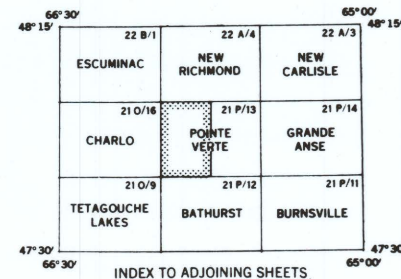 66°30′ 65°00′
48°15′ 48°15′
22 B/1 22 A/4 22 A/3
ESCUMINAC NEW RICHMOND NEW CARLISLE
21 O/16 21 P/13 21 P/14
CHARLO POINTE VERTE GRANDE ANSE
21 O/9 21 P/12 21 P/11
TETAGOUCHE LAKES BATHURST BURNSVILLE
47°30′ 47°30′
66°30′ 65°00′
INDEX TO ADJOINING SHEETS